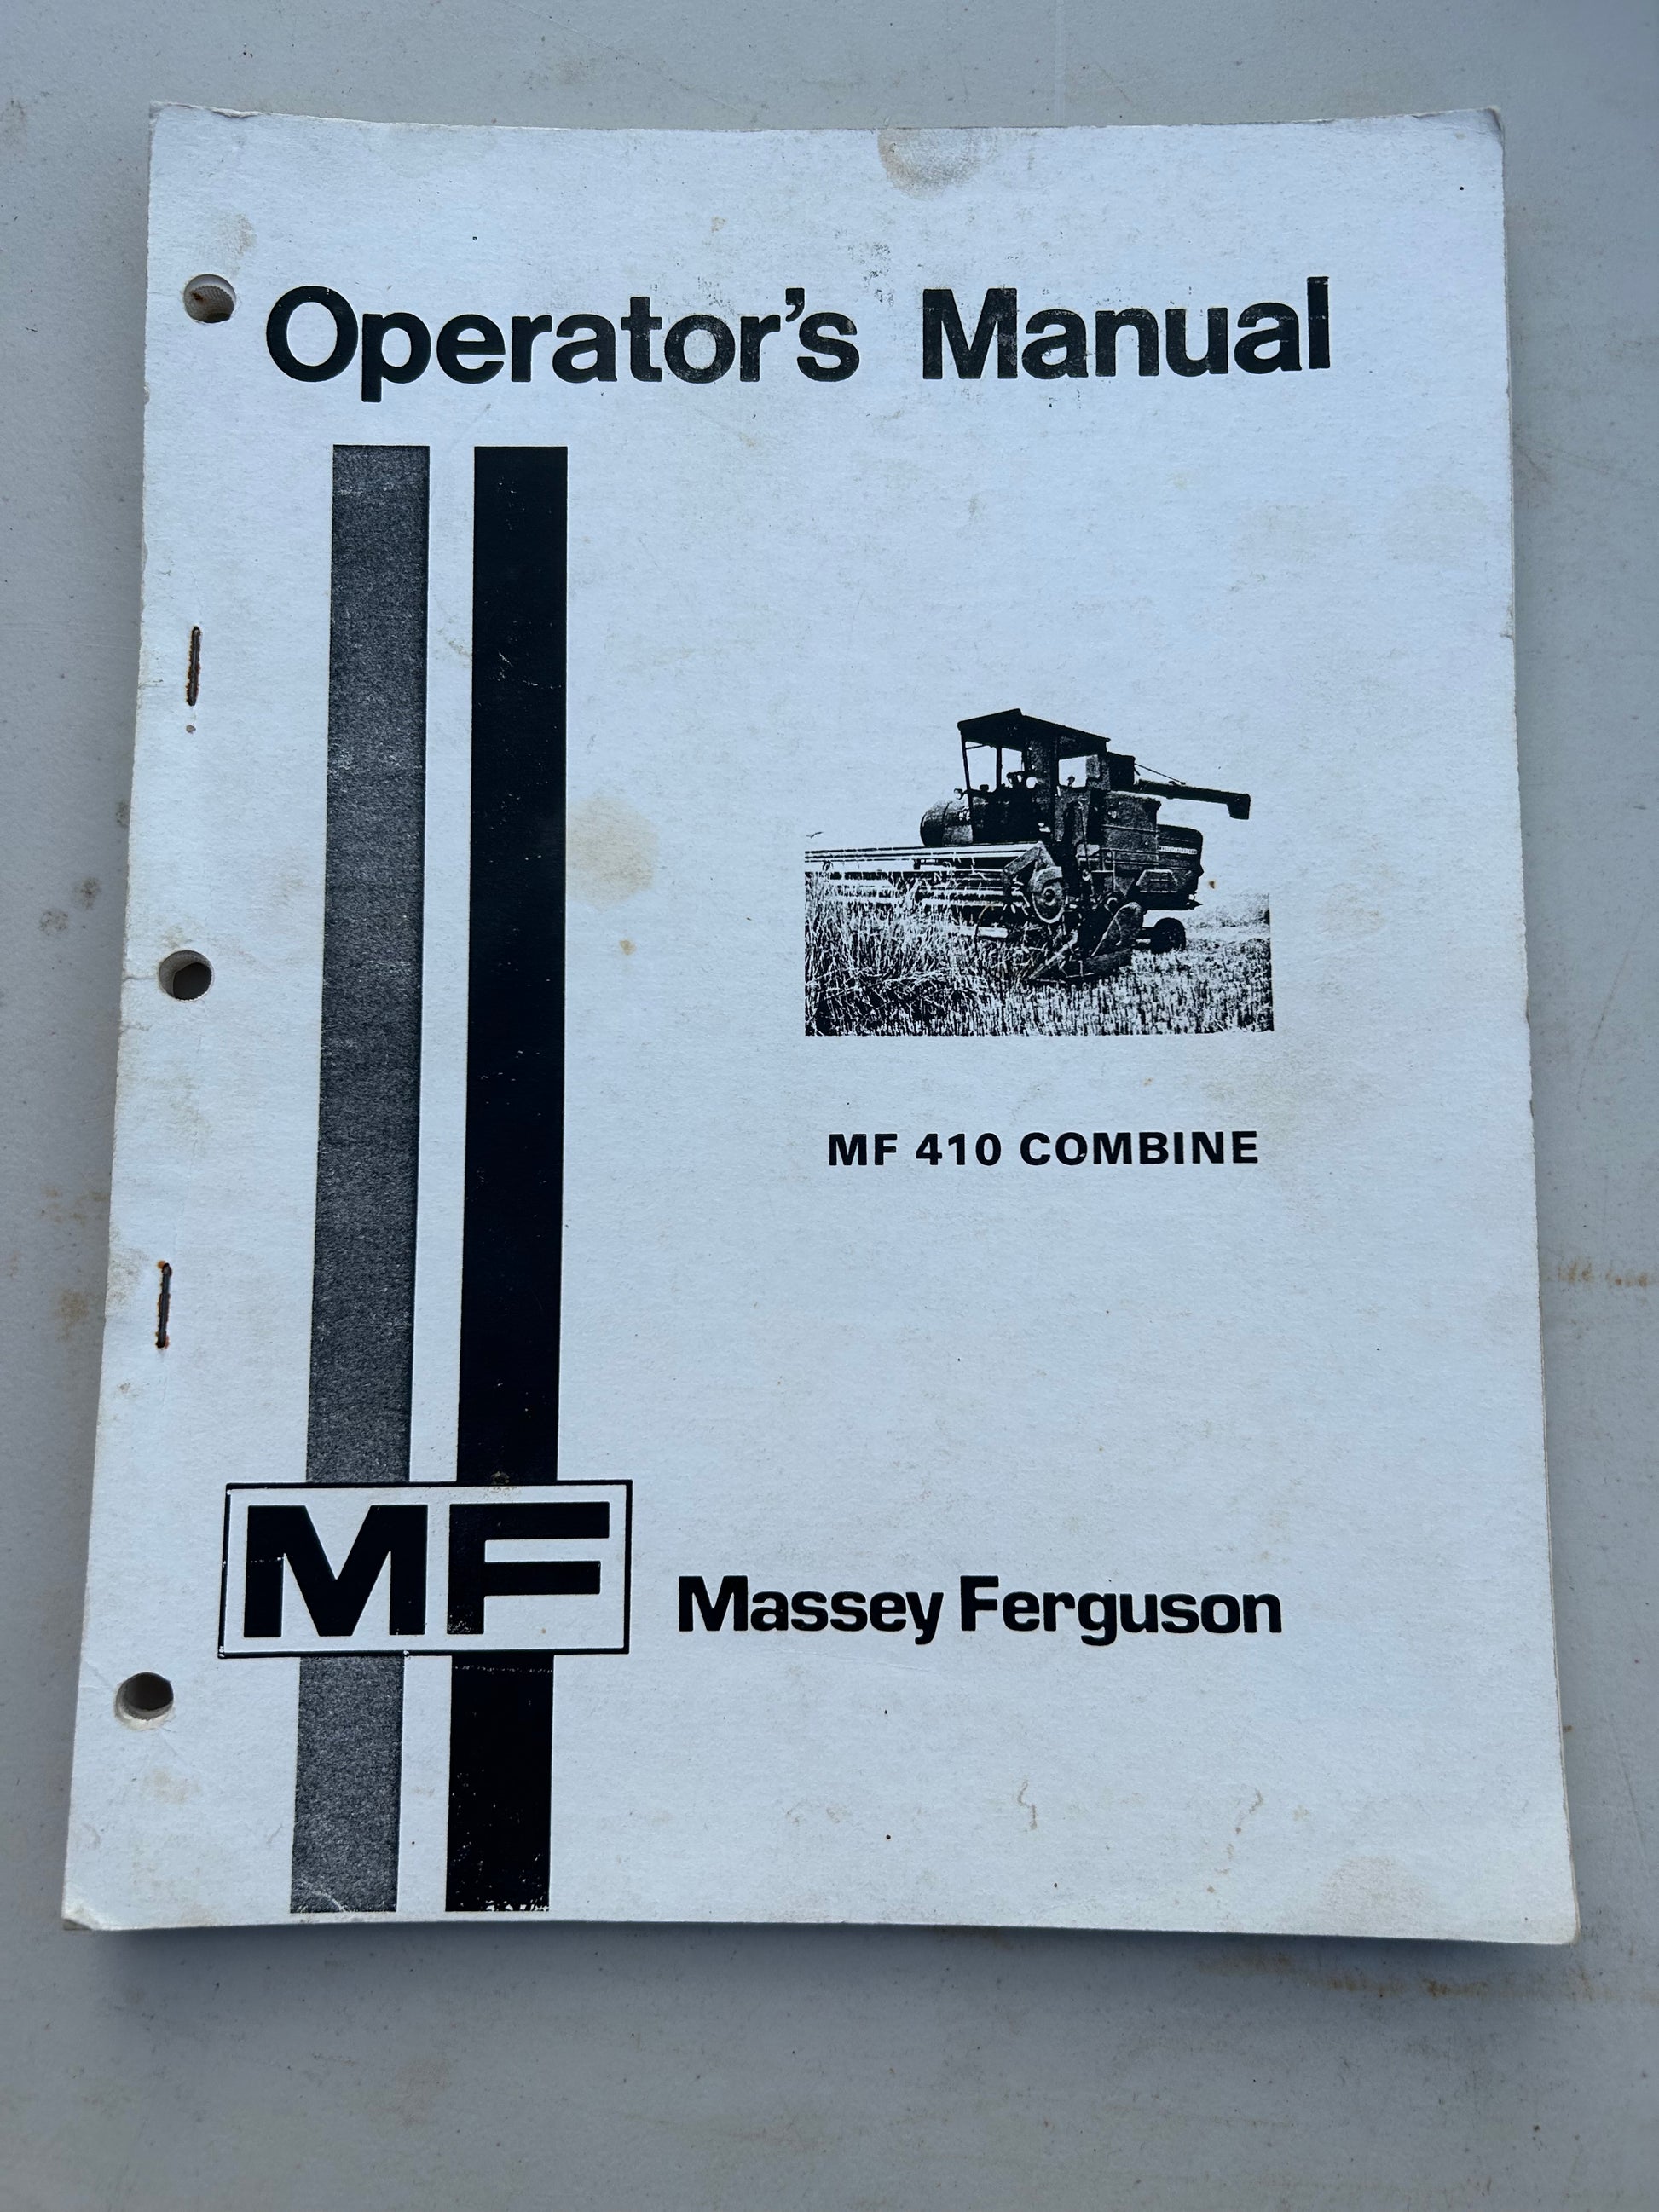 Operator's Manual
MF 410 COMBINE
MF
Massey Ferguson